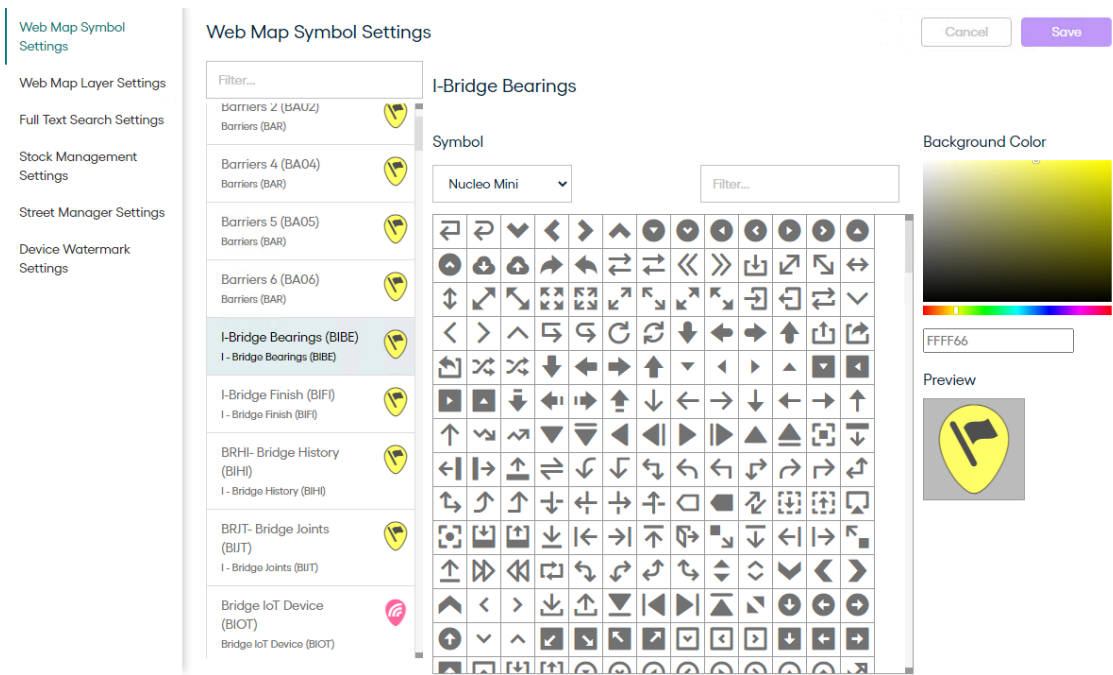 Web Map Symbol
Settings
Web Map Layer Settings
Full Text Search Settings
Stock Management
Settings
Street Manager Settings
Device Watermark
Settings
Web Map Symbol Settings
Cancel
Save
Filter...
Barriers 2 (BA02)
Barriers (BAR)
Barriers 4 (BA04)
Barriers (BAR)
Barriers 5 (BA05)
Barriers (BAR)
Barriers 6 (BA06)
Barriers (BAR)
I-Bridge Bearings (BIBE)
I - Bridge Bearings (BIBE)
I-Bridge Finish (BIFI)
I - Bridge Finish (BIFI)
BRHI- Bridge History
(BIHI)
I - Bridge History (BIHI)
BRJT- Bridge Joints
(BIJT)
I - Bridge Joints (BIJT)
Bridge IoT Device
(BIOT)
Bridge IoT Device (BIOT)
I-Bridge Bearings
Symbol
Nucleo Mini
Filter...
Background Color
FFFF66
Preview